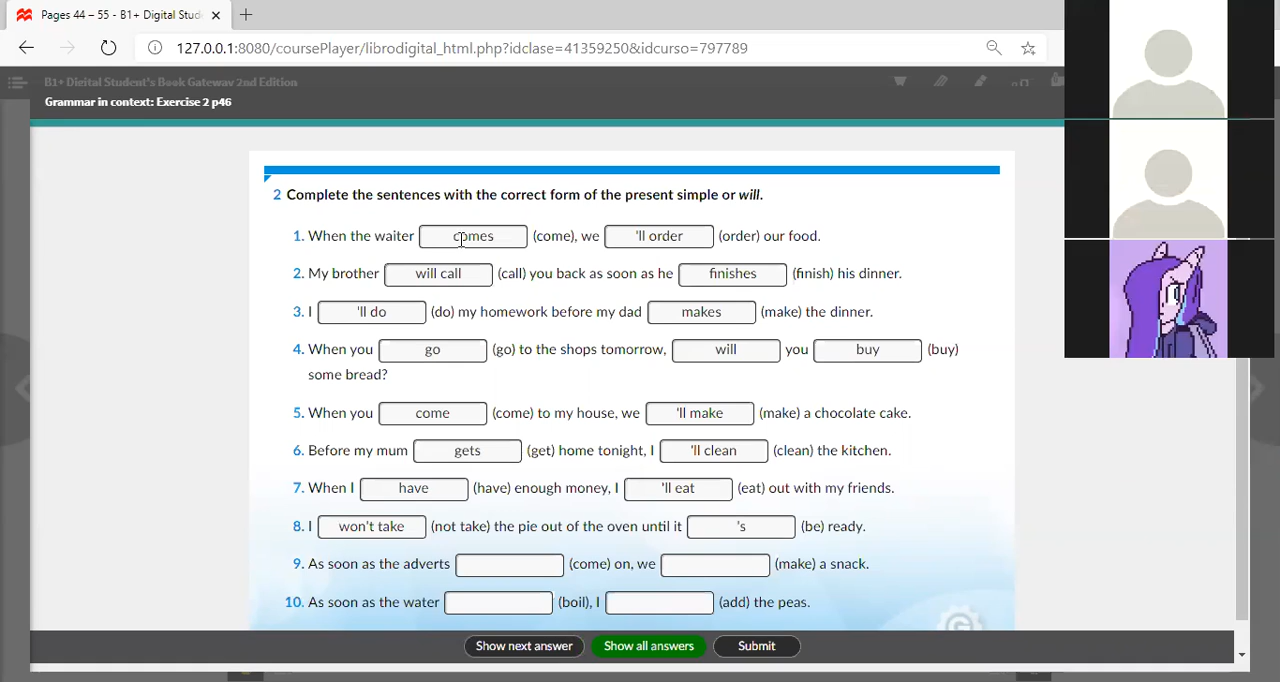 Pages 44 – 55 - B1+ Digital Stud
127.0.0.1:8080/coursePlayer/librodigital_html.php?idclase=41359250&idcurso=797789
B1+ Digital Student's Book Gateway 2nd Edition
Grammar in context: Exercise 2 p46
2 Complete the sentences with the correct form of the present simple or will.
1. When the waiter comes (come), we 'll order (order) our food.
2. My brother will call (call) you back as soon as he finishes (finish) his dinner.
3. I 'll do (do) my homework before my dad makes (make) the dinner.
4. When you go (go) to the shops tomorrow, will you buy (buy)
some bread?
5. When you come (come) to my house, we 'll make (make) a chocolate cake.
6. Before my mum gets (get) home tonight, I 'll clean (clean) the kitchen.
7. When I have (have) enough money, I 'll eat (eat) out with my friends.
8. I won't take (not take) the pie out of the oven until it 's (be) ready.
9. As soon as the adverts (come) on, we (make) a snack.
10. As soon as the water (boil), I (add) the peas.
Show next answer Show all answers Submit